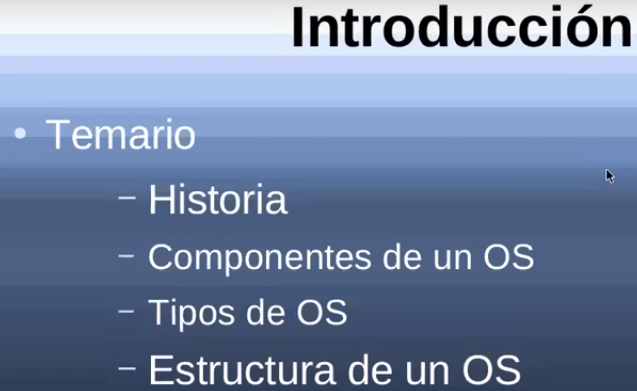 Introducción
• Temario
– Historia
– Componentes de un OS
– Tipos de OS
– Estructura de un OS